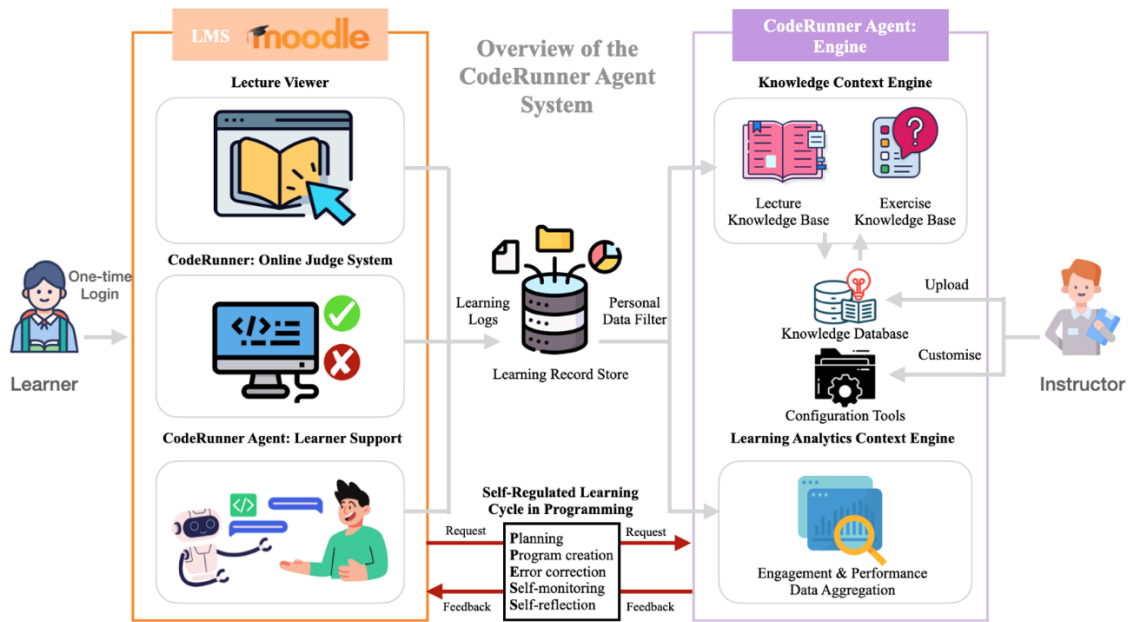 LMS moodle
Overview of the
CodeRunner Agent
System
CodeRunner Agent:
Engine
Lecture Viewer
Knowledge Context Engine
Lecture
Knowledge Base
Exercise
Knowledge Base
CodeRunner: Online Judge System
One-time
Login
Learner
Learning
Logs
Personal
Data Filter
Learning Record Store
Upload
Knowledge Database
Customise
Configuration Tools
Instructor
CodeRunner Agent: Learner Support
Learning Analytics Context Engine
Self-Regulated Learning
Cycle in Programming
Request
Planning
Program creation
Error correction
Self-monitoring
Self-reflection
Request
Feedback
Feedback
Engagement & Performance
Data Aggregation